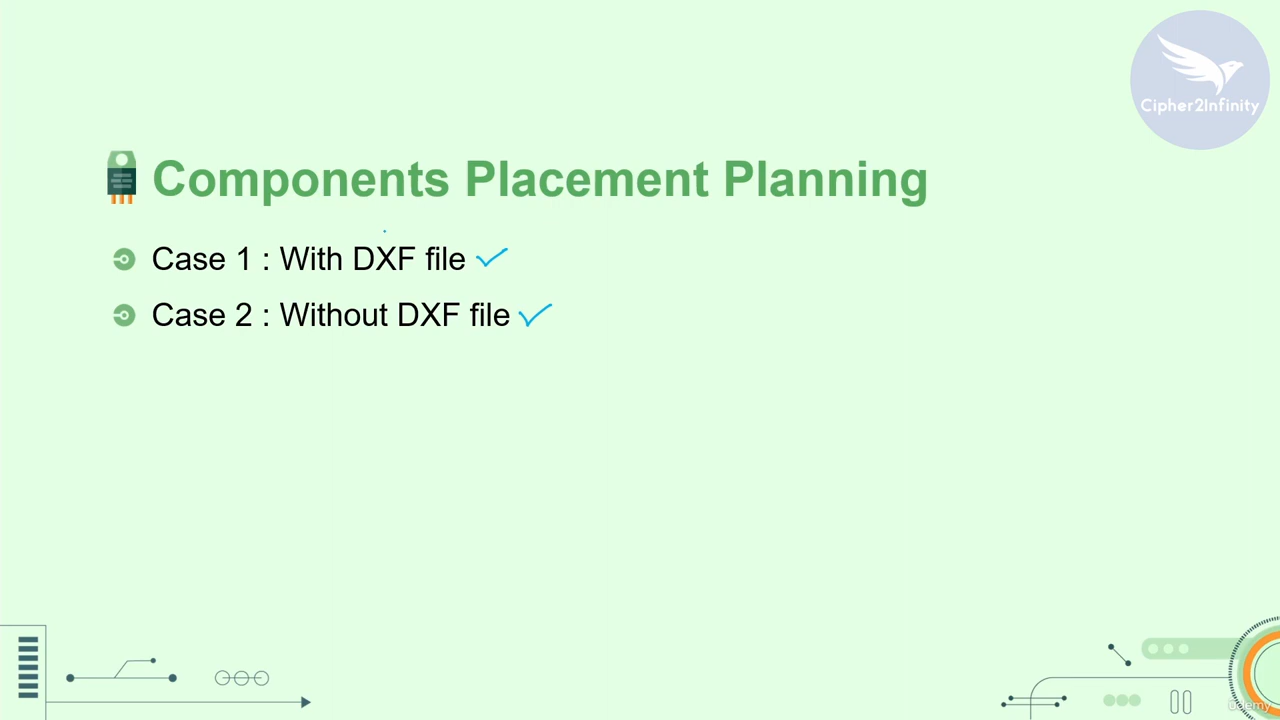 Cipher2Infinity
Components Placement Planning
Case 1 : With DXF file
Case 2 : Without DXF file
udemy